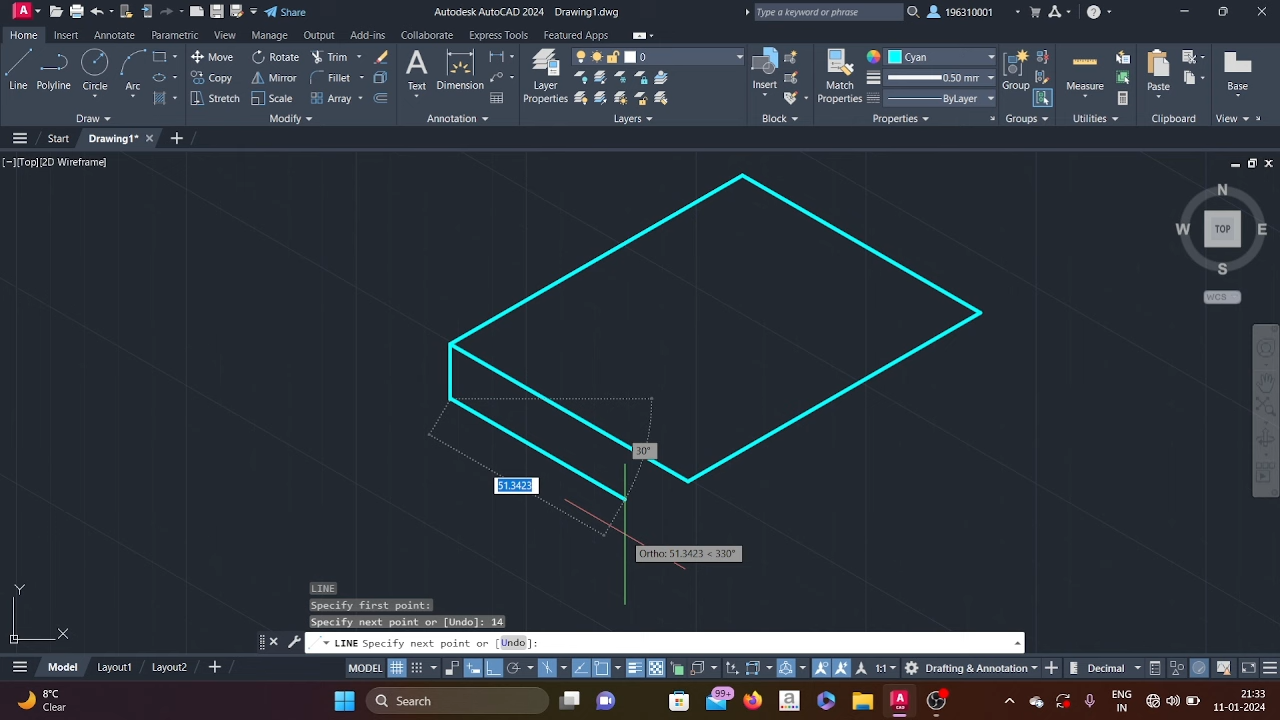 Share
Autodesk AutoCAD 2024 Drawing1.dwg
Type a keyword or phrase
196310001
Home Insert Annotate Parametric View Manage Output Add-ins Collaborate Express Tools Featured Apps
Line Polyline Circle Arc
Move Rotate Trim
Copy Mirror Fillet
Stretch Scale Array
Text Dimension
Layer Properties
0
Insert
Match Properties
Cyan
0.50 mm
ByLayer
Group
Measure
Paste
Base
Draw Modify Annotation Layers Block Properties Groups Utilities Clipboard View
Start Drawing1*
[−][Top][2D Wireframe]
N
W TOP E
S
WCS
30°
51.3423
Ortho: 51.3423 < 330°
Y
X
LINE
Specify first point:
Specify next point or [Undo]: 14
LINE Specify next point or [Undo]:
Model Layout1 Layout2
MODEL 1:1 Drafting & Annotation Decimal
8°C
Clear
Search
99+
ENG
IN
21:33
11-01-2024